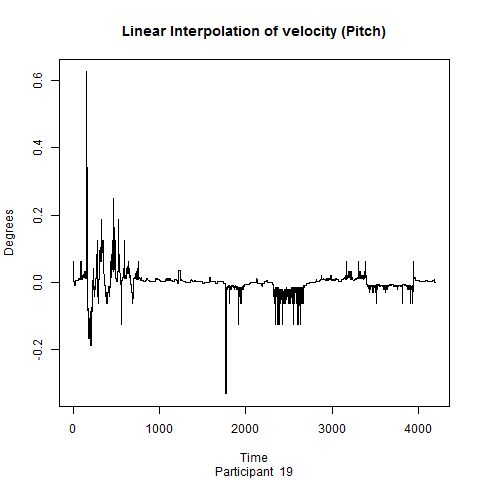 Linear Interpolation of velocity (Pitch)
Degrees
0.6
0.4
0.2
0.0
-0.2
0 1000 2000 3000 4000
Time
Participant 19